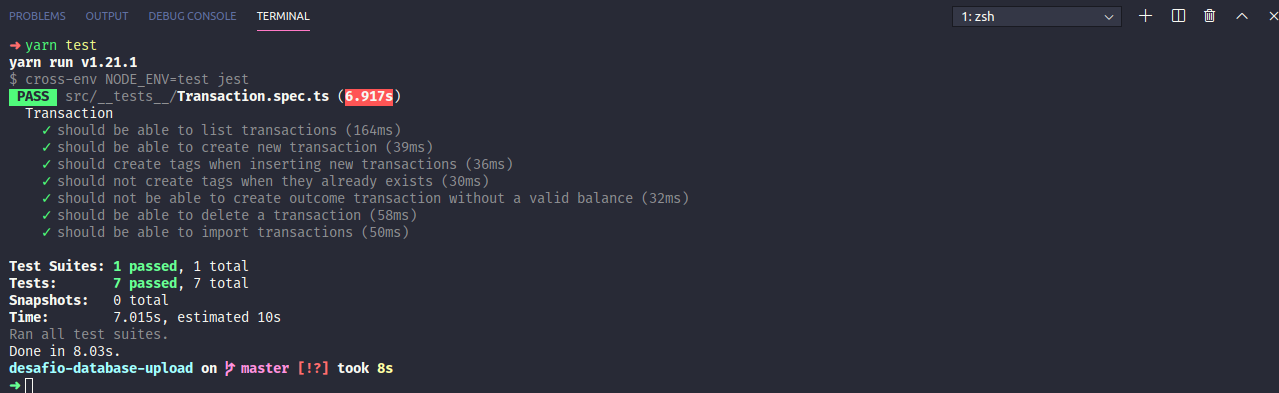 PROBLEMS OUTPUT DEBUG CONSOLE TERMINAL 1: zsh
➜ yarn test
yarn run v1.21.1
$ cross-env NODE_ENV=test jest
PASS src/__tests__/Transaction.spec.ts (6.917s)
Transaction
✓ should be able to list transactions (164ms)
✓ should be able to create new transaction (39ms)
✓ should create tags when inserting new transactions (36ms)
✓ should not create tags when they already exists (30ms)
✓ should not be able to create outcome transaction without a valid balance (32ms)
✓ should be able to delete a transaction (58ms)
✓ should be able to import transactions (50ms)
Test Suites: 1 passed, 1 total
Tests: 7 passed, 7 total
Snapshots: 0 total
Time: 7.015s, estimated 10s
Ran all test suites.
Done in 8.03s.
desafio-database-upload on master [!?] took 8s
➜